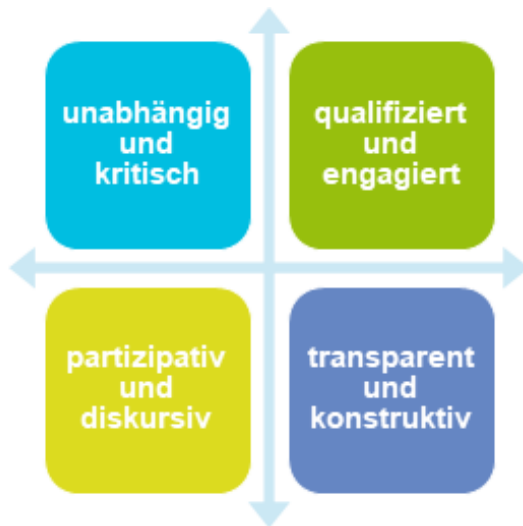 unabhängig
und
kritisch
qualifiziert
und
engagiert
partizipativ
und
diskursiv
transparent
und
konstruktiv